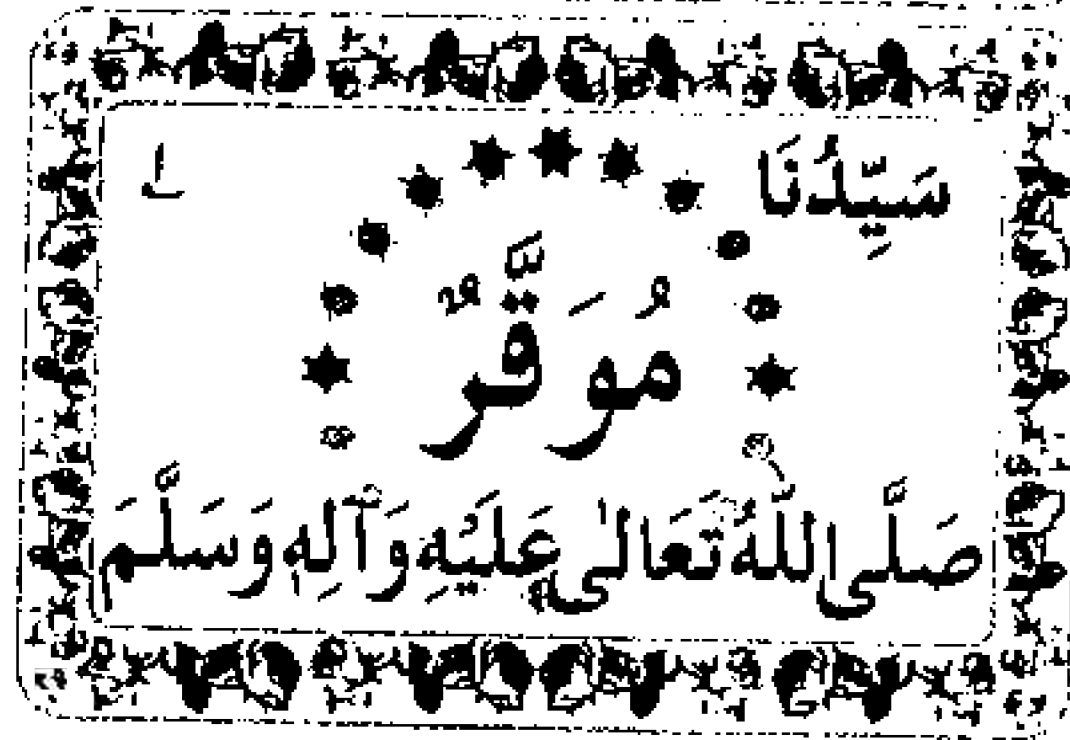 سَيِّدُنَا
مُوَقَّرٌ
صَلَّى اللّٰهُ تَعَالٰى عَلَيْهِ وَآلِهِ وَسَلَّمَ